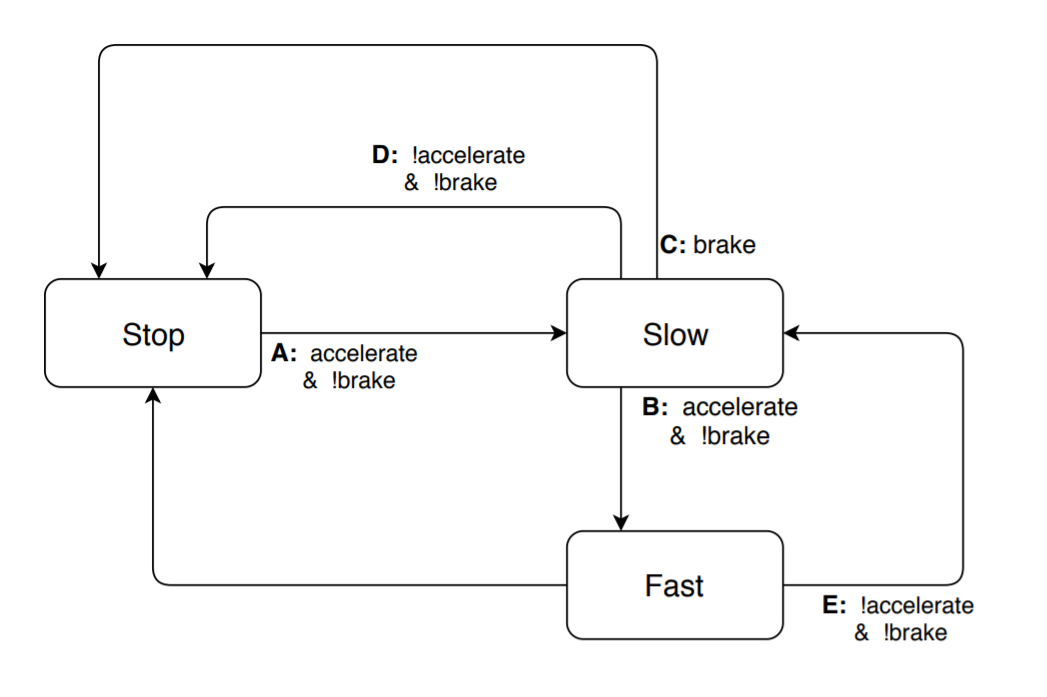 D: !accelerate
& !brake
C: brake
Stop
Slow
A: accelerate
& !brake
B: accelerate
& !brake
Fast
E: !accelerate
& !brake